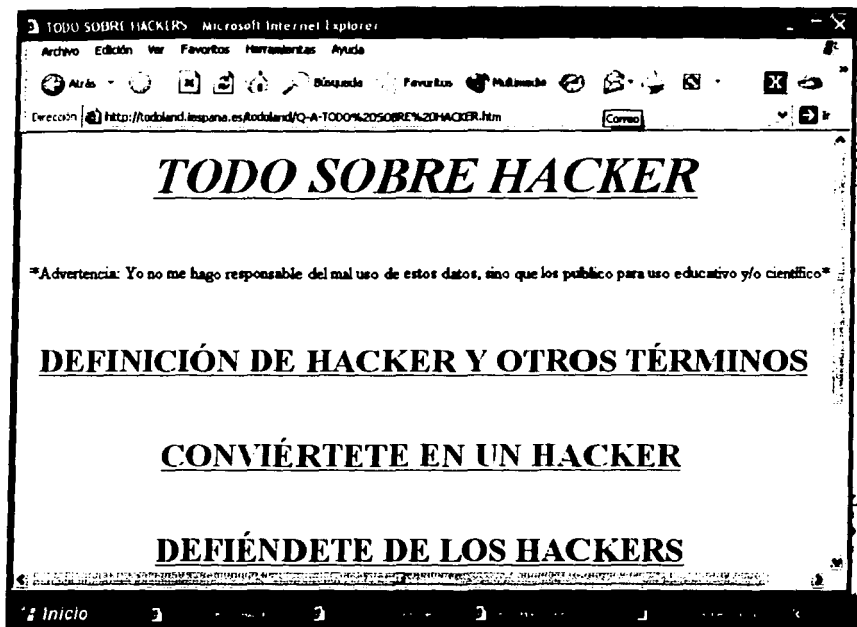 TODO SOBRE HACKERS - Microsoft Internet Explorer
Archivo Edición Ver Favoritos Herramientas Ayuda
Atrás Búsqueda Favoritos Multimedia
Dirección http://todoland.iespana.es/todoland/Q-A-TODO%20SOBRE%20HACKER.htm Correo Ir
TODO SOBRE HACKER
*Advertencia: Yo no me hago responsable del mal uso de estos datos, sino que los publico para uso educativo y/o científico*
DEFINICIÓN DE HACKER Y OTROS TÉRMINOS
CONVIÉRTETE EN UN HACKER
DEFIÉNDETE DE LOS HACKERS
Inicio